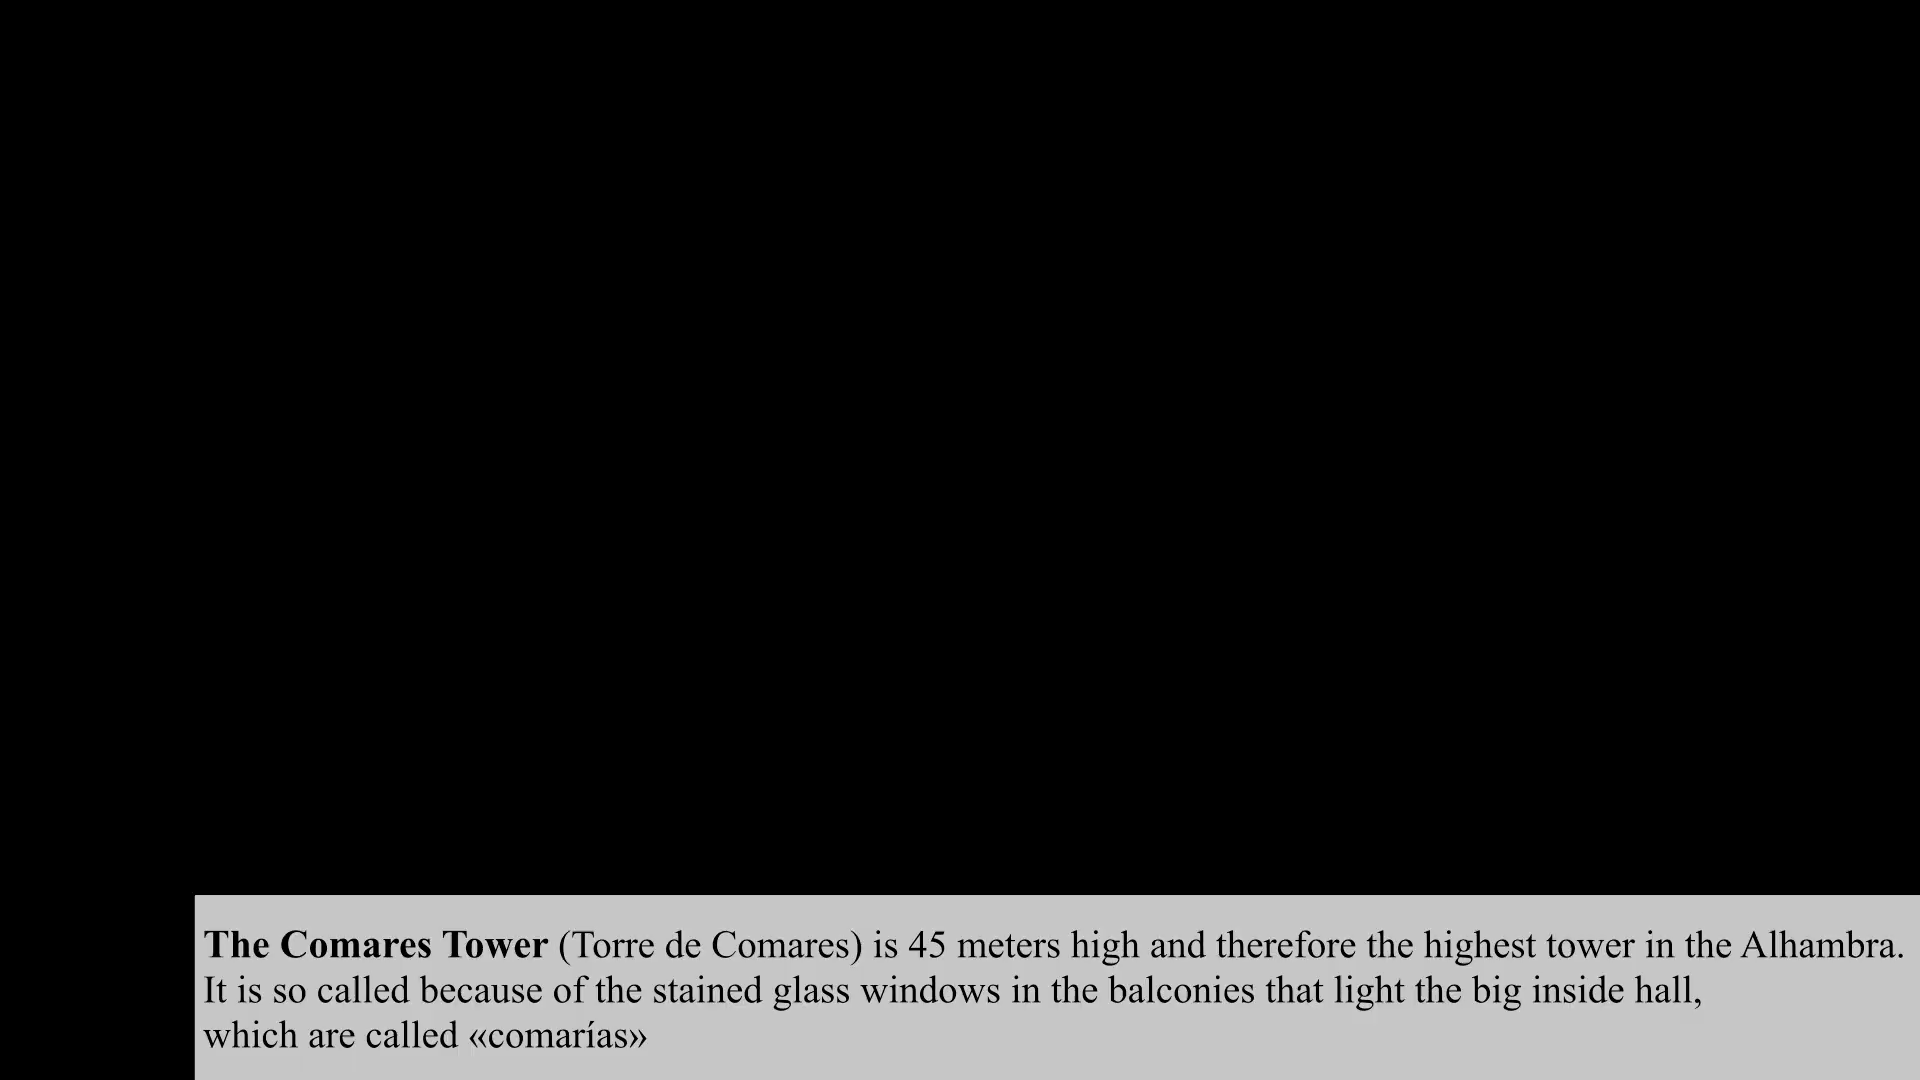 The Comares Tower (Torre de Comares) is 45 meters high and therefore the highest tower in the Alhambra.
It is so called because of the stained glass windows in the balconies that light the big inside hall,
which are called «comarías»